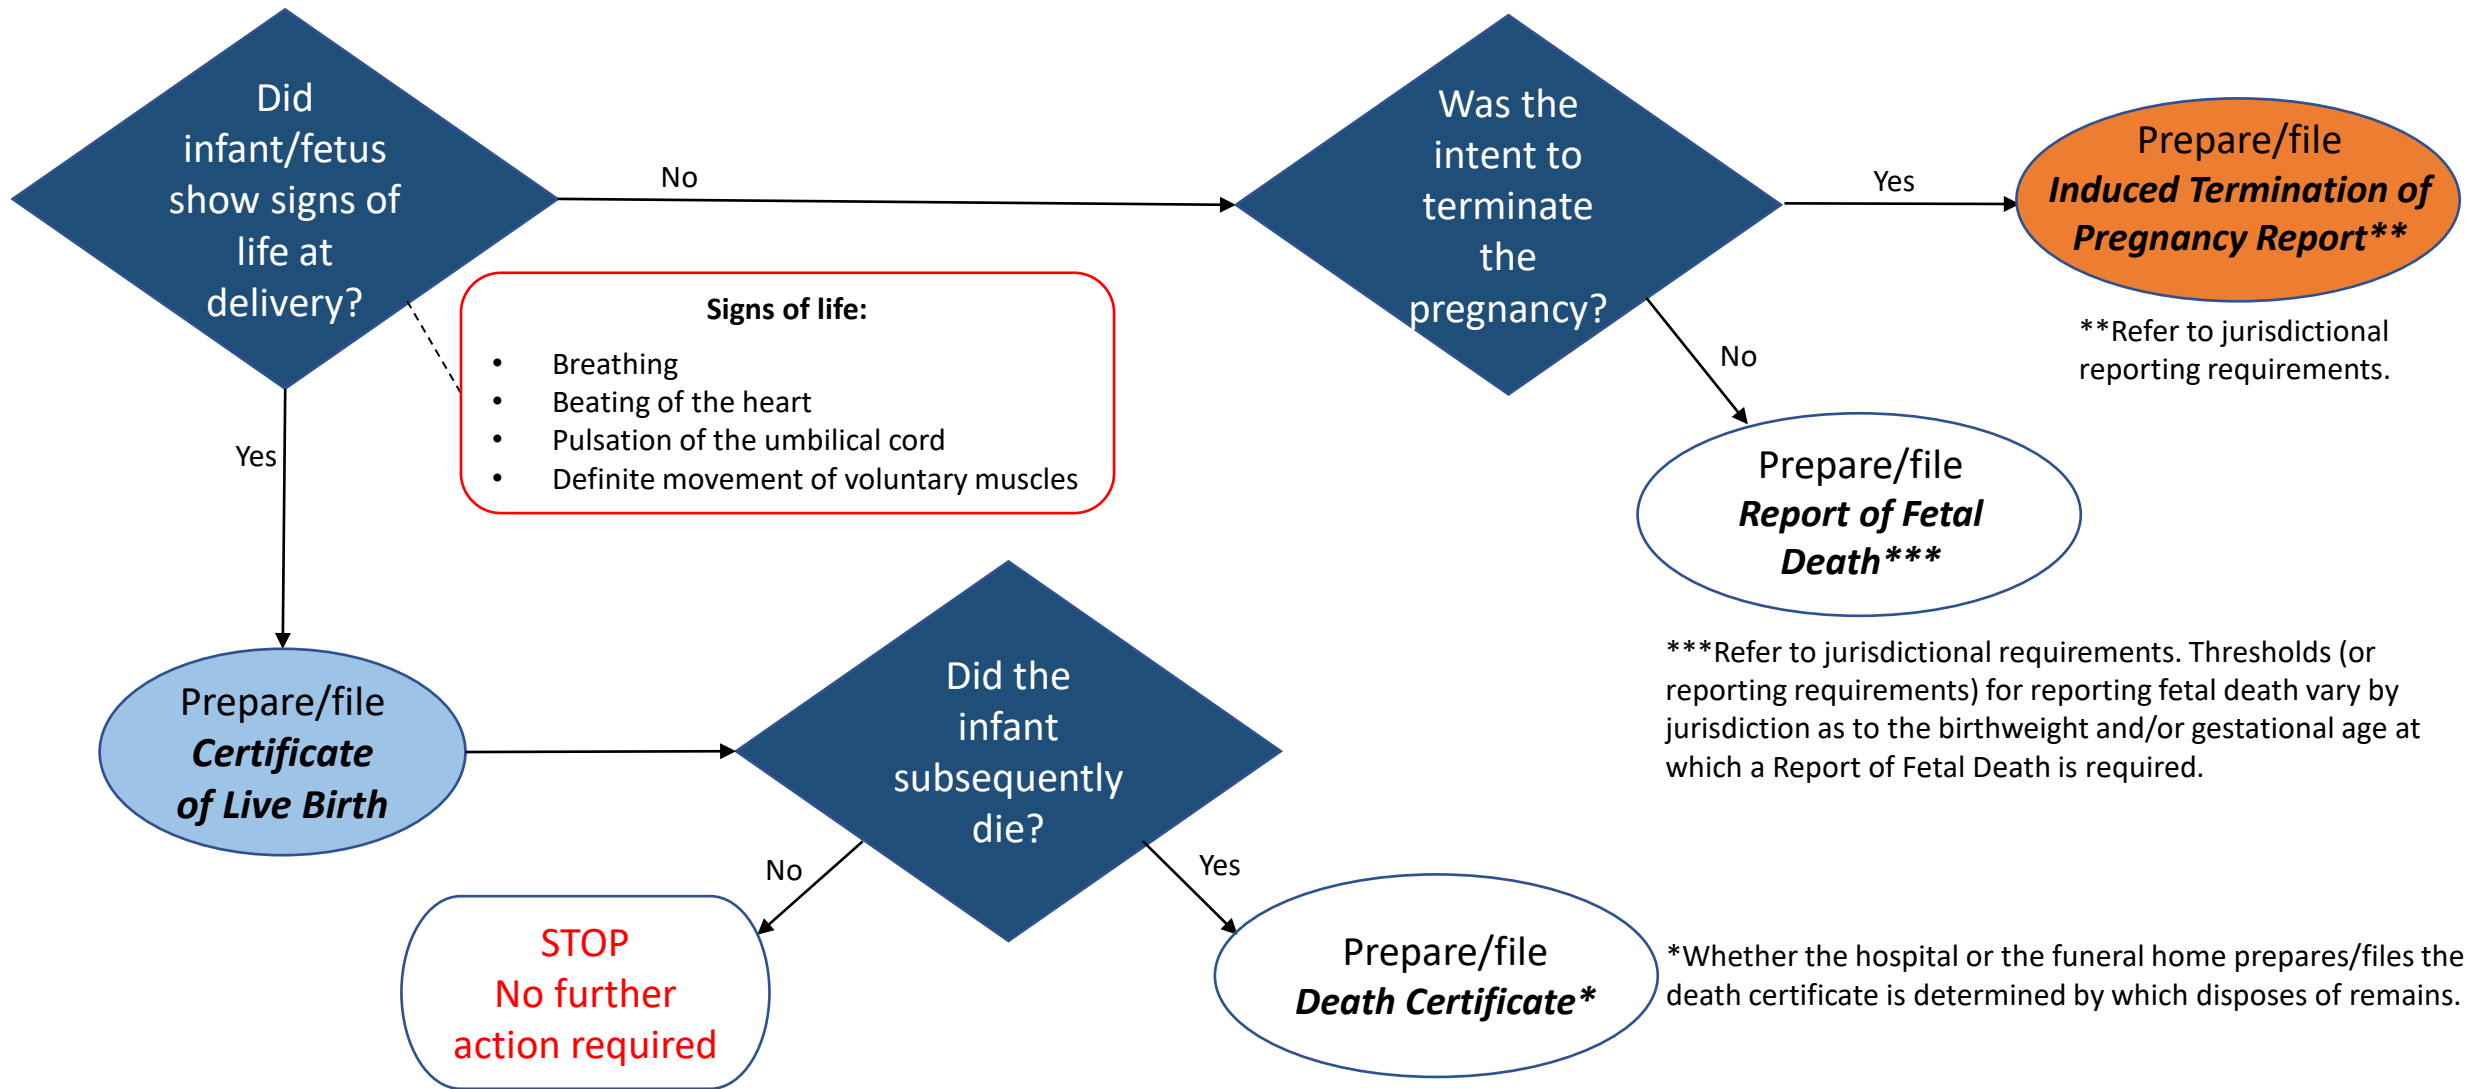 Did
infant/fetus
show signs of
life at
delivery?
No
Was the
intent to
terminate
the
pregnancy?
Yes
Prepare/file
Induced Termination of
Pregnancy Report**
**Refer to jurisdictional
reporting requirements.
Signs of life:
• Breathing
• Beating of the heart
• Pulsation of the umbilical cord
• Definite movement of voluntary muscles
No
Prepare/file
Report of Fetal
Death***
***Refer to jurisdictional requirements. Thresholds (or
reporting requirements) for reporting fetal death vary by
jurisdiction as to the birthweight and/or gestational age at
which a Report of Fetal Death is required.
Yes
Prepare/file
Certificate
of Live Birth
Did the
infant
subsequently
die?
No
STOP
No further
action required
Yes
Prepare/file
Death Certificate*
*Whether the hospital or the funeral home prepares/files the
death certificate is determined by which disposes of remains.